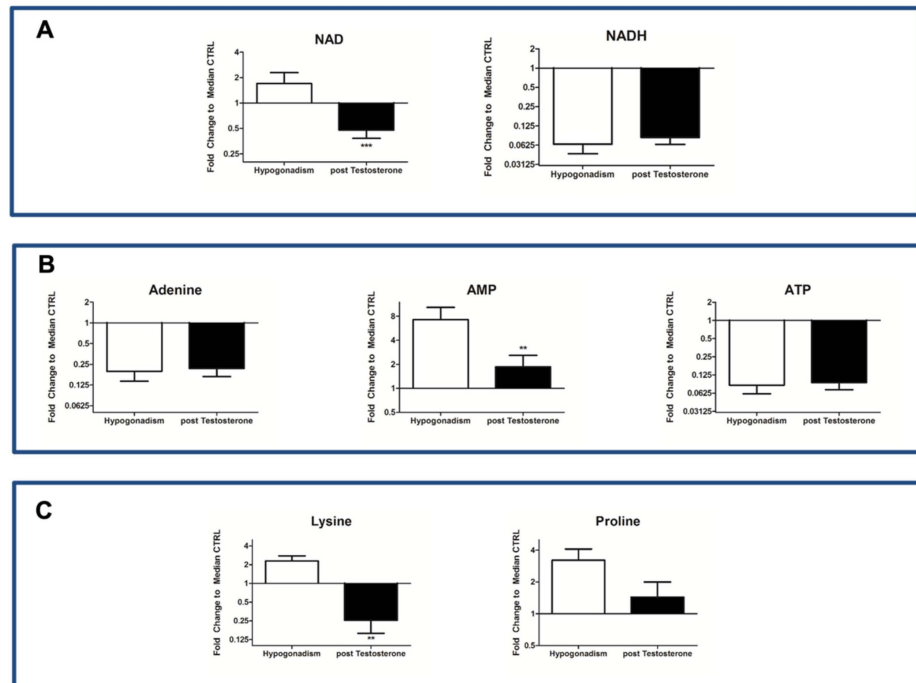 A
NAD
Fold Change to Median CTRL
4
2
1
0.5
0.25
***
Hypogonadism
post Testosterone
NADH
Fold Change to Median CTRL
1
0.5
0.25
0.125
0.0625
0.03125
Hypogonadism
post Testosterone
B
Adenine
Fold Change to Median CTRL
2
1
0.5
0.25
0.125
0.0625
Hypogonadism
post Testosterone
AMP
Fold Change to Median CTRL
8
4
2
1
0.5
**
Hypogonadism
post Testosterone
ATP
Fold Change to Median CTRL
2
1
0.5
0.25
0.125
0.0625
0.03125
Hypogonadism
post Testosterone
C
Lysine
Fold Change to Median CTRL
4
2
1
0.5
0.25
0.125
**
Hypogonadism
post Testosterone
Proline
Fold Change to Median CTRL
4
2
1
0.5
Hypogonadism
post Testosterone